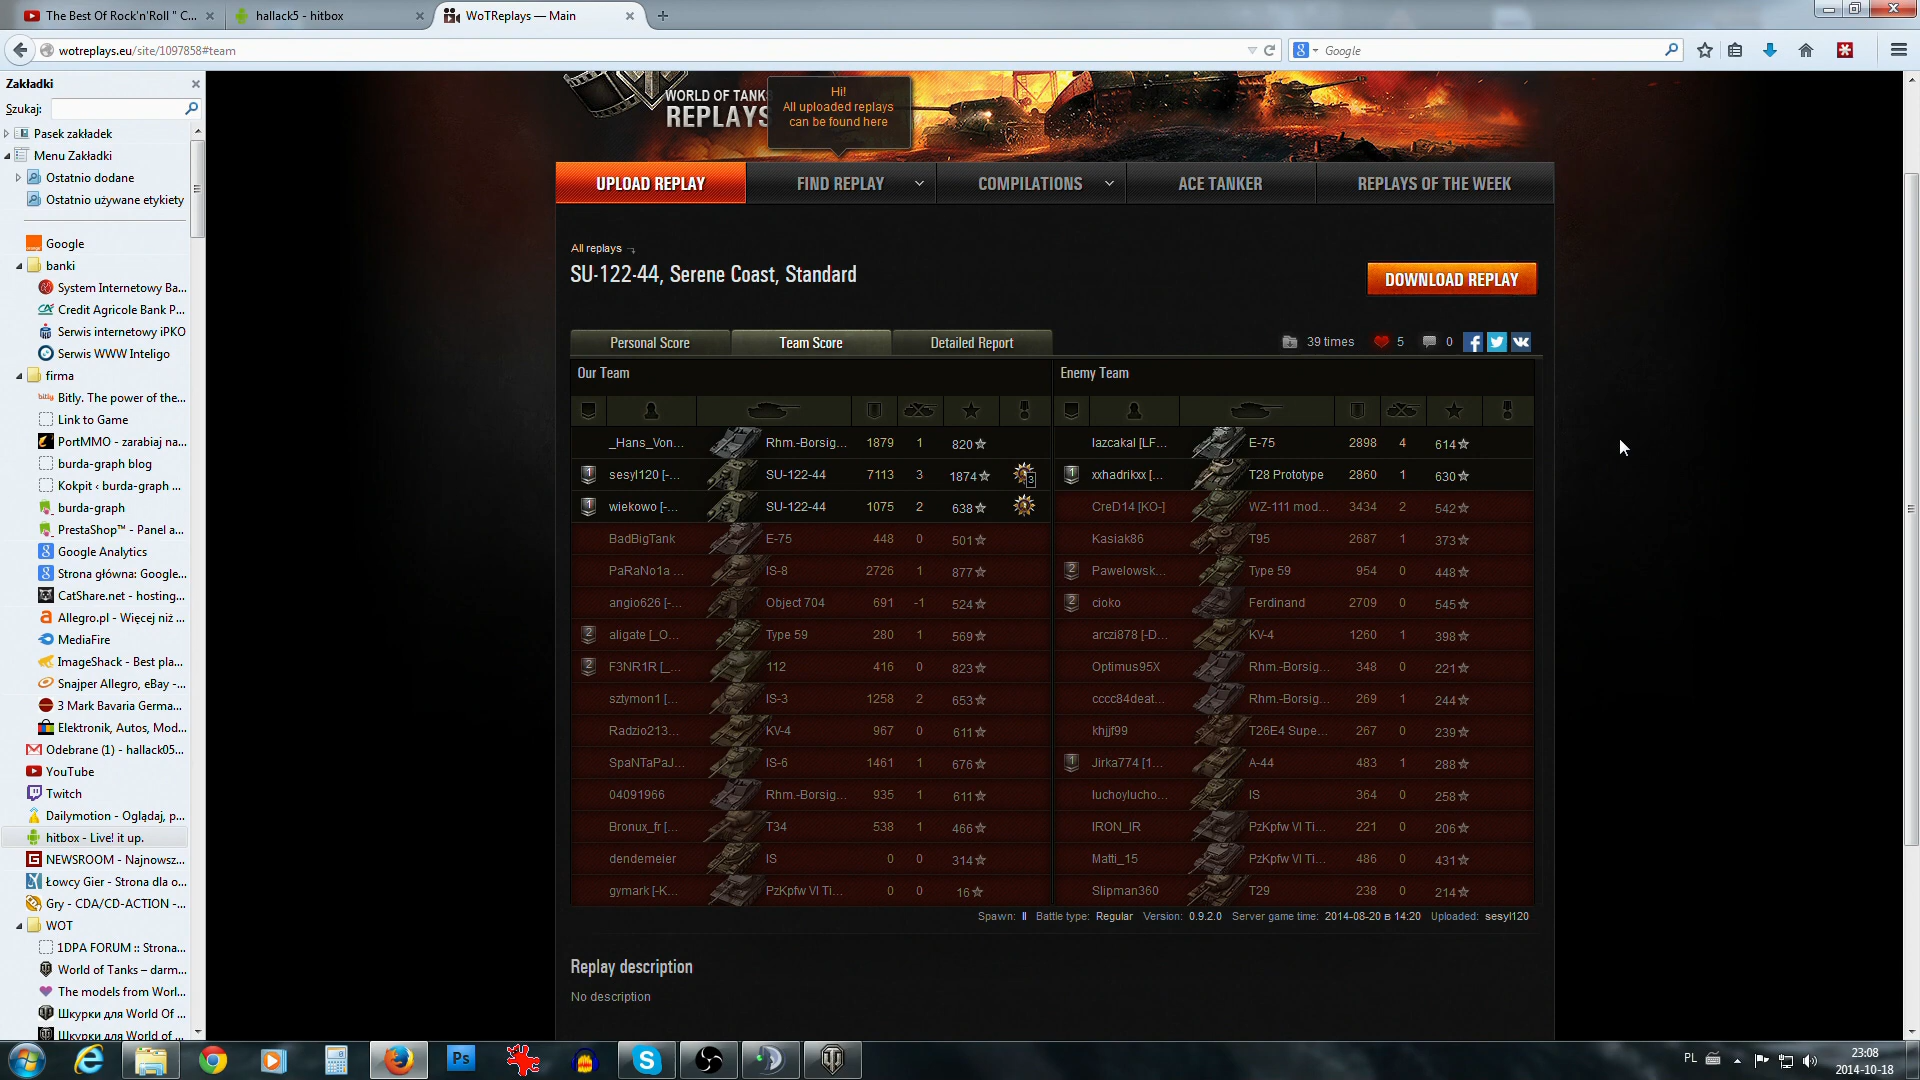 The Best Of Rock'n'Roll " C...
hallack5 - hitbox
WoTReplays — Main
wotreplays.eu/site/1097858#team
Google
Zakładki
Szukaj:
Pasek zakładek
Menu Zakładki
Ostatnio dodane
Ostatnio używane etykiety
Google
banki
System Internetowy Ba...
Credit Agricole Bank P...
Serwis internetowy iPKO
Serwis WWW Inteligo
firma
Bitly. The power of the...
Link to Game
PortMMO - zarabiaj na...
burda-graph blog
Kokpit ‹ burda-graph ...
burda-graph
PrestaShop™ - Panel a...
Google Analytics
Strona główna: Google...
CatShare.net - hosting...
Allegro.pl - Więcej niż ...
MediaFire
ImageShack - Best pla...
Snajper Allegro, eBay -...
3 Mark Bavaria Germa...
Elektronik, Autos, Mod...
Odebrane (1) - hallack05...
YouTube
Twitch
Dailymotion - Oglądaj, p...
hitbox - Live! it up.
NEWSROOM - Najnowsz...
Łowcy Gier - Strona dla o...
Gry - CDA/CD-ACTION -...
WOT
1DPA FORUM :: Strona...
World of Tanks – darm...
The models from Worl...
Шкурки для World Of ...
Шкурки для World of ...
WORLD OF TANKS
REPLAYS
Hi!
All uploaded replays
can be found here
UPLOAD REPLAY
FIND REPLAY
COMPILATIONS
ACE TANKER
REPLAYS OF THE WEEK
All replays
SU-122-44, Serene Coast, Standard
DOWNLOAD REPLAY
Personal Score
Team Score
Detailed Report
39 times
5
0
Our Team
_Hans_Von... Rhm.-Borsig... 1879 1 820
1 sesyl120 [-... SU-122-44 7113 3 1874 3
1 wiekowo [-... SU-122-44 1075 2 638
BadBigTank E-75 448 0 501
PaRaNo1a ... IS-8 2726 1 877
angio626 [-... Object 704 691 -1 524
2 aligate [_O... Type 59 280 1 569
2 F3NR1R [_... 112 416 0 823
sztymon1 [... IS-3 1258 2 653
Radzio213... KV-4 967 0 611
SpaNTaPaJ... IS-6 1461 1 676
04091966 Rhm.-Borsig... 935 1 611
Bronux_fr [... T34 538 1 466
dendemeier IS 0 0 314
gymark [-K... PzKpfw VI Ti... 0 0 16
Enemy Team
lazcakal [LF... E-75 2898 4 614
1 xxhadrikxx [... T28 Prototype 2860 1 630
CreD14 [KO-] WZ-111 mod... 3434 2 542
Kasiak86 T95 2687 1 373
2 Pawelowsk... Type 59 954 0 448
2 cioko Ferdinand 2709 0 545
arczi878 [-D... KV-4 1260 1 398
Optimus95X Rhm.-Borsig... 348 0 221
cccc84deat... Rhm.-Borsig... 269 1 244
khjjf99 T26E4 Supe... 267 0 239
1 Jirka774 [1... A-44 483 1 288
luchoylucho... IS 364 0 258
IRON_IR PzKpfw VI Ti... 221 0 206
Matti_15 PzKpfw VI Ti... 486 0 431
Slipman360 T29 238 0 214
Spawn: II Battle type: Regular Version: 0.9.2.0 Server game time: 2014-08-20 в 14:20 Uploaded: sesyl120
Replay description
No description
PL
23:08
2014-10-18